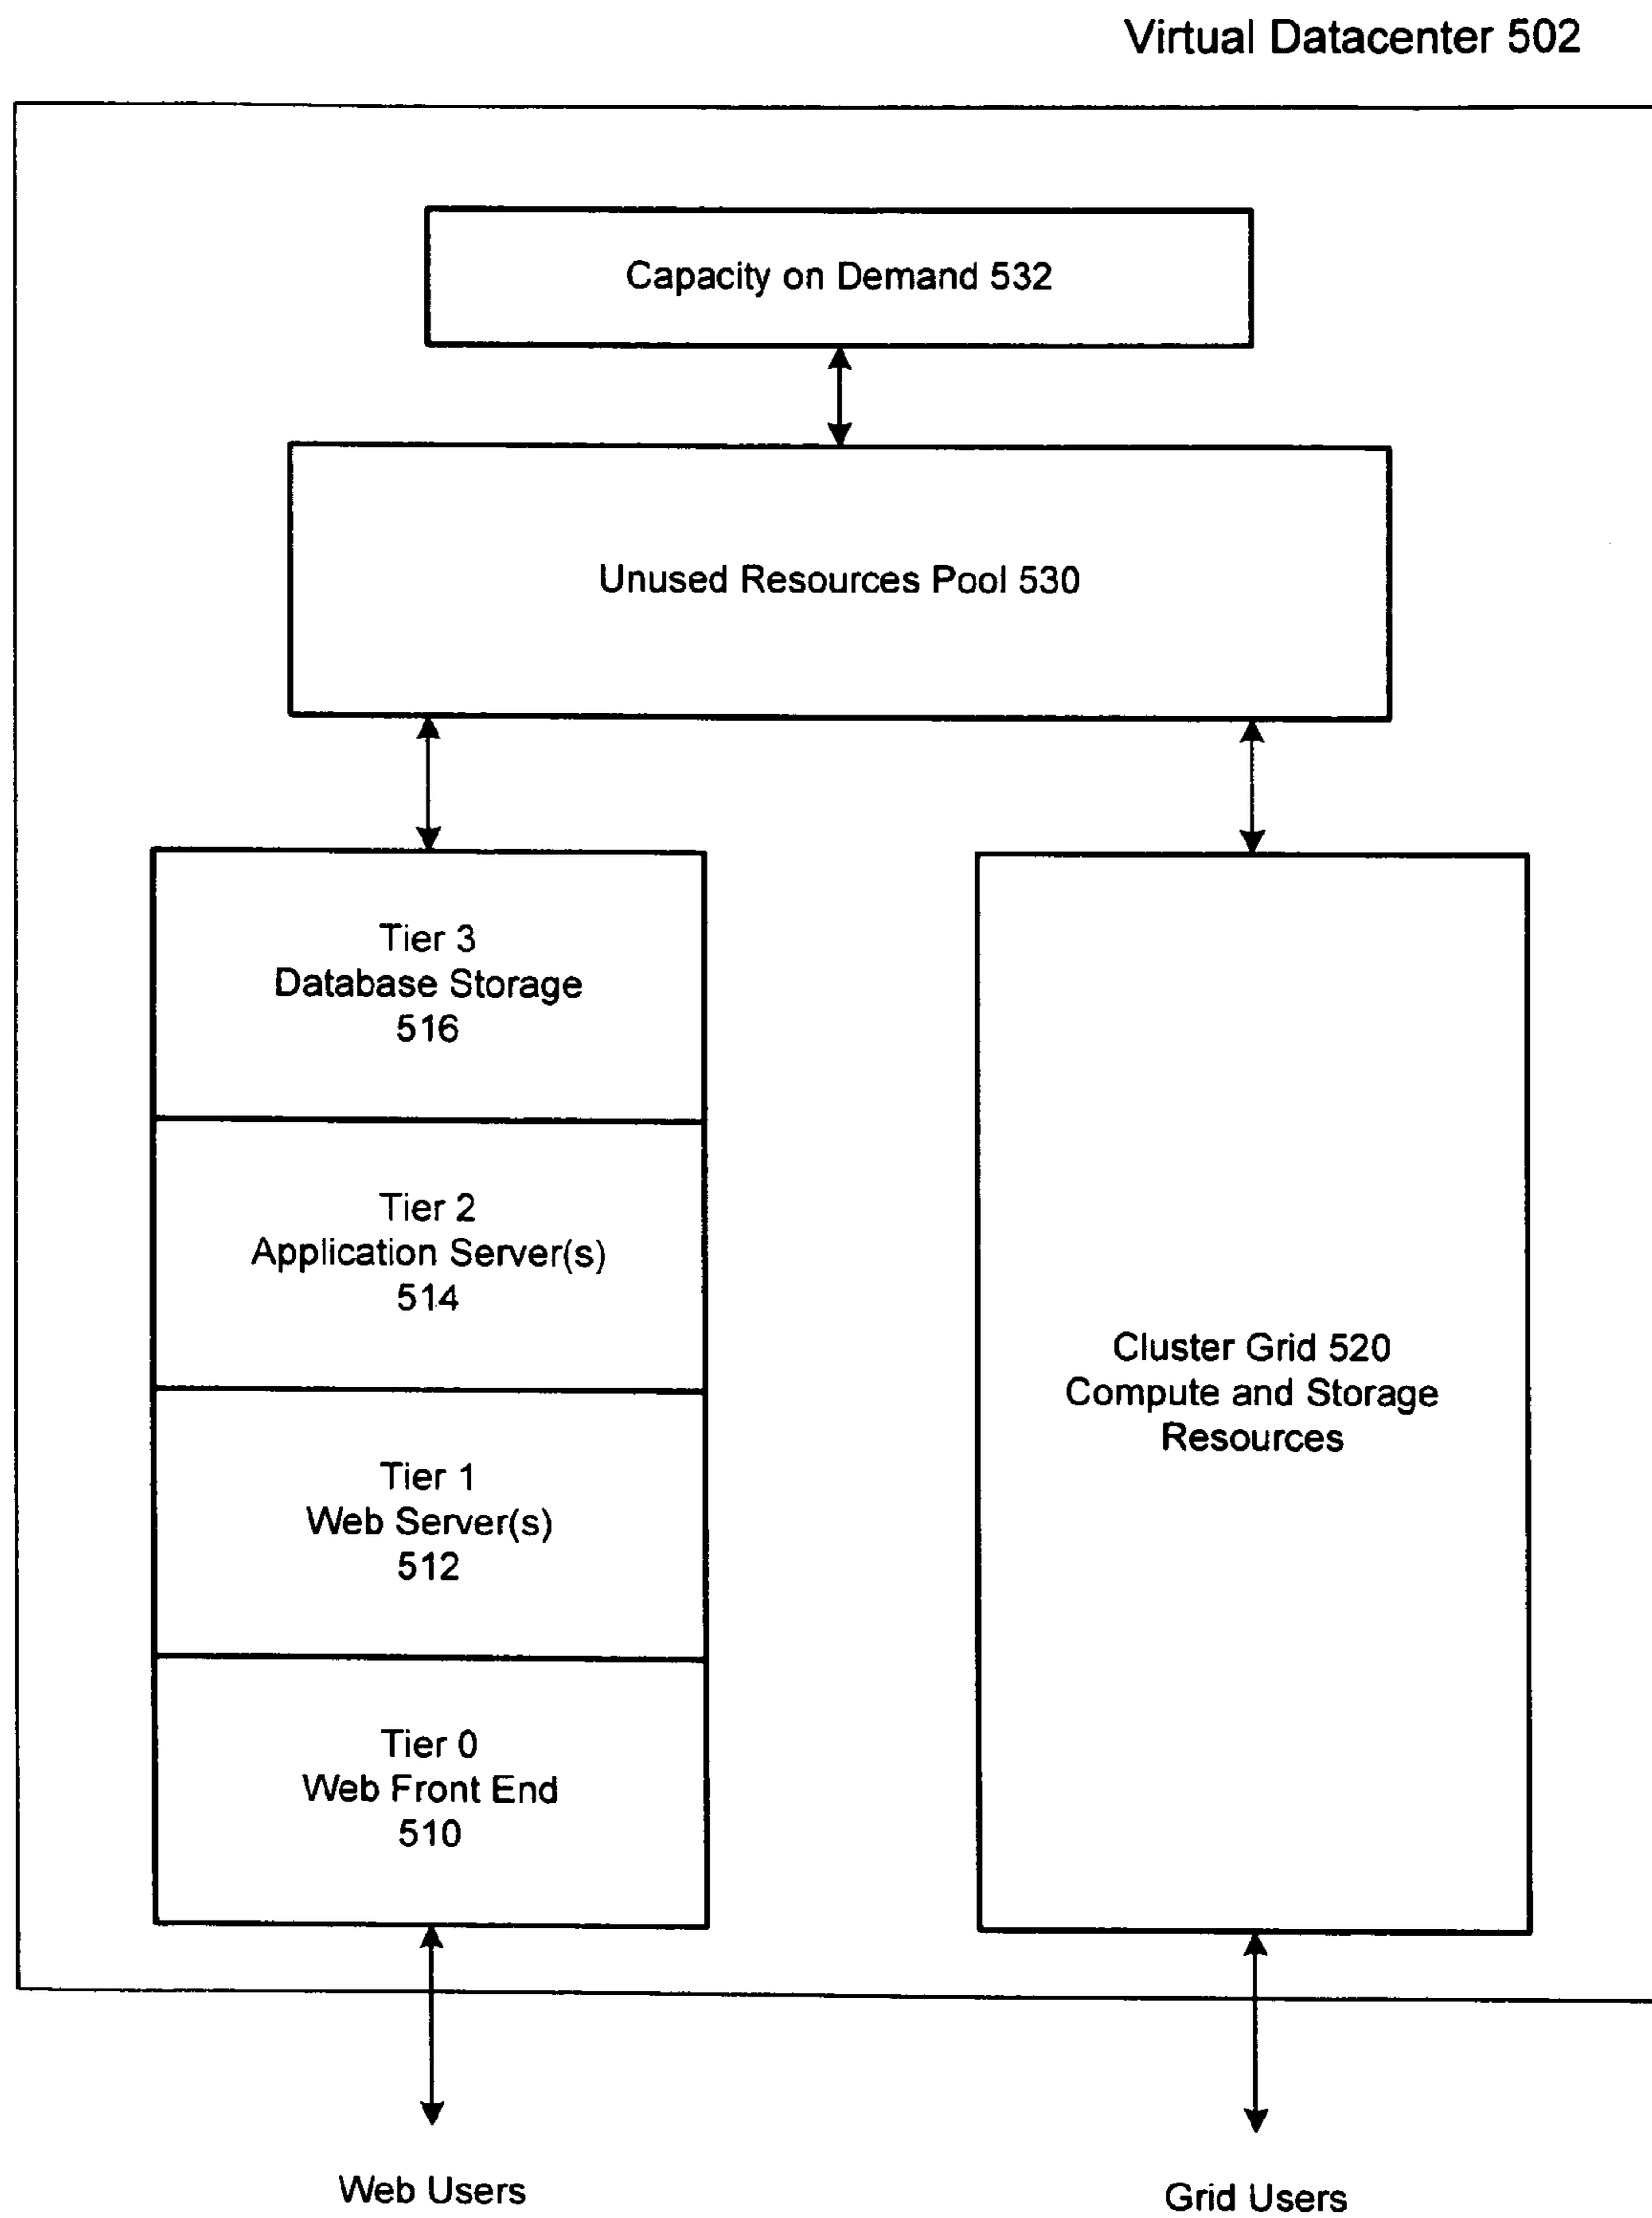 Virtual Datacenter 502
Capacity on Demand 532
Unused Resources Pool 530
Tier 3
Database Storage
516
Tier 2
Application Server(s)
514
Tier 1
Web Server(s)
512
Tier 0
Web Front End
510
Cluster Grid 520
Compute and Storage
Resources
Web Users
Grid Users